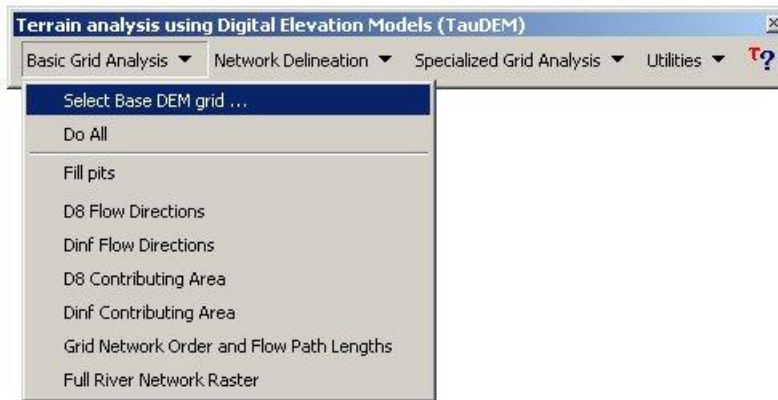 Terrain analysis using Digital Elevation Models (TauDEM)
Basic Grid Analysis Network Delineation Specialized Grid Analysis Utilities T?
Select Base DEM grid ...
Do All
Fill pits
D8 Flow Directions
Dinf Flow Directions
D8 Contributing Area
Dinf Contributing Area
Grid Network Order and Flow Path Lengths
Full River Network Raster